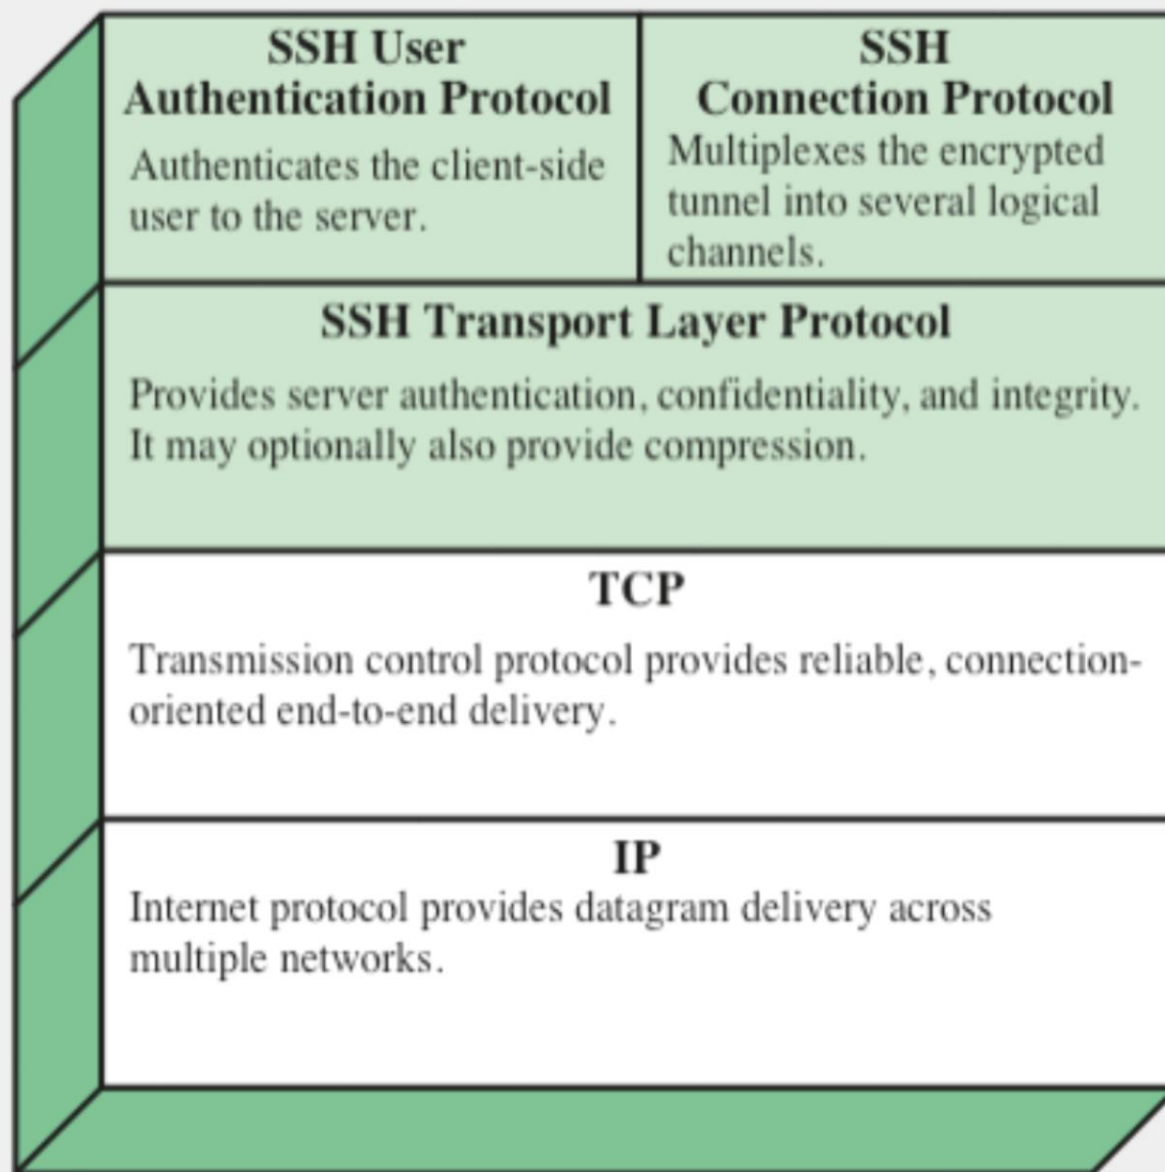 SSH User
Authentication Protocol
Authenticates the client-side
user to the server.
SSH
Connection Protocol
Multiplexes the encrypted
tunnel into several logical
channels.
SSH Transport Layer Protocol
Provides server authentication, confidentiality, and integrity.
It may optionally also provide compression.
TCP
Transmission control protocol provides reliable, connection-
oriented end-to-end delivery.
IP
Internet protocol provides datagram delivery across
multiple networks.